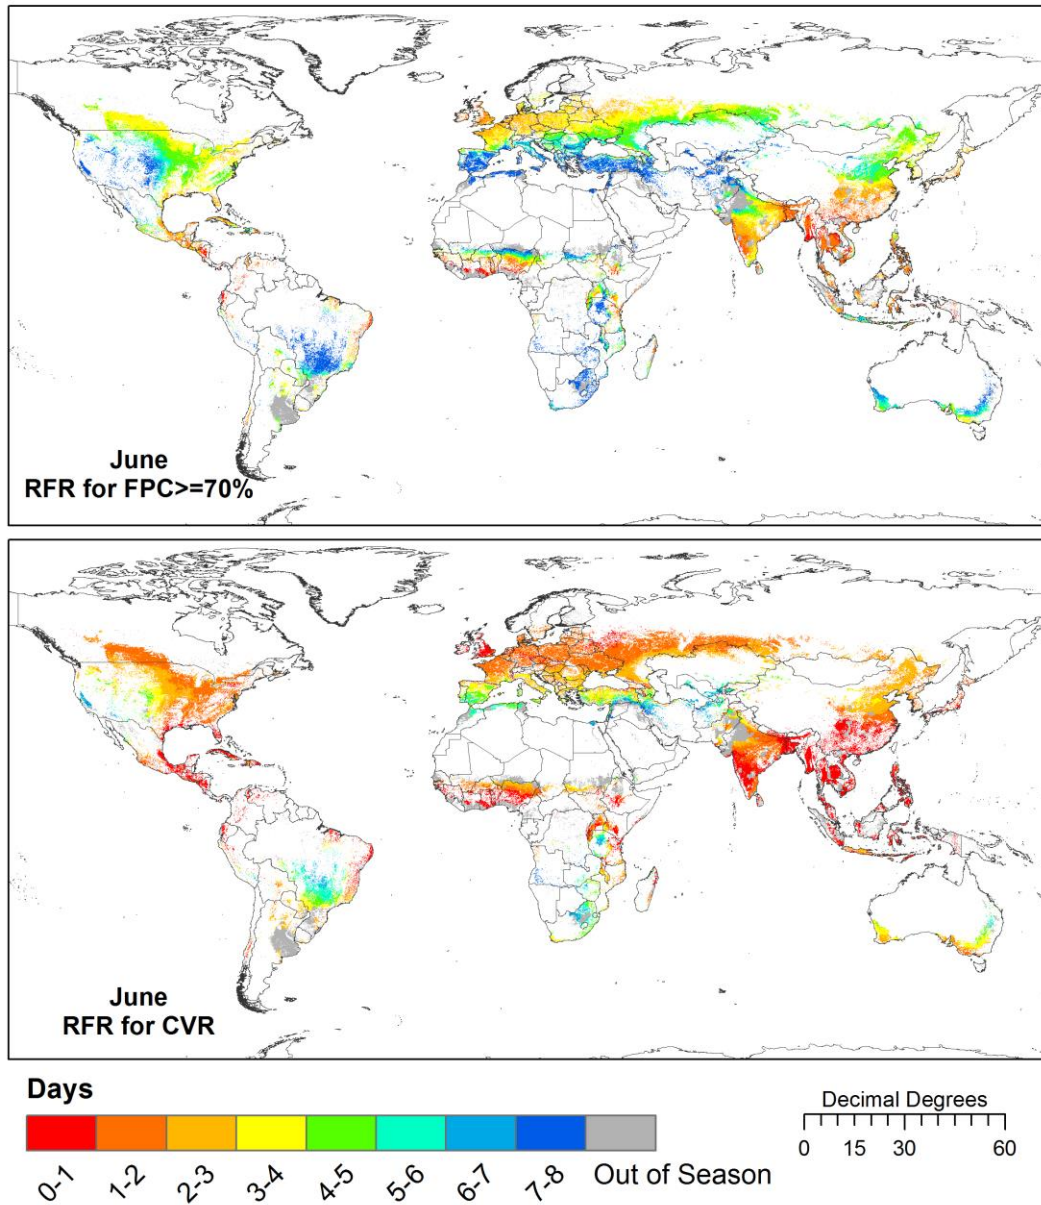 June
RFR for FPC>=70%
June
RFR for CVR
Days
0-1 1-2 2-3 3-4 4-5 5-6 6-7 7-8 Out of Season
Decimal Degrees
0 15 30 60